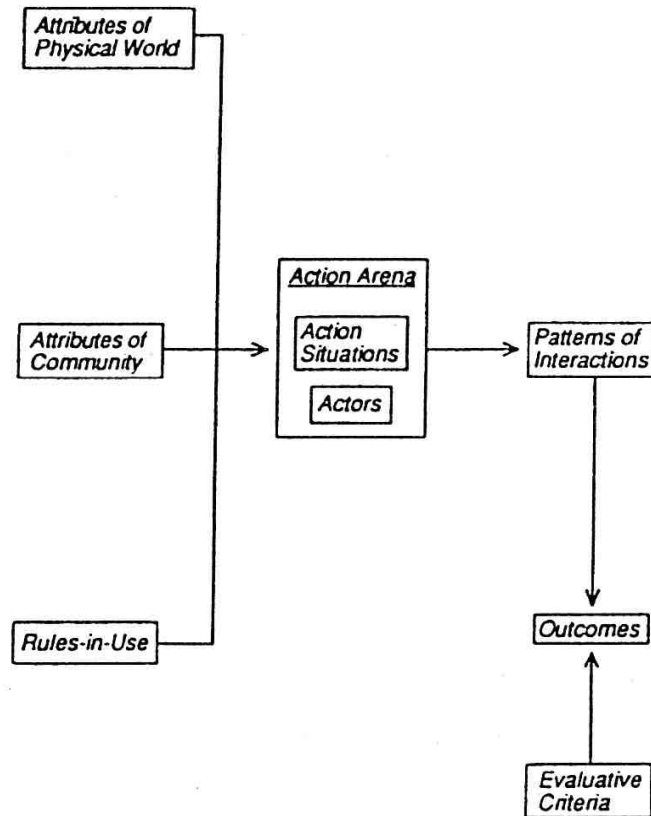 Attributes of
Physical World
Action Arena
Action
Situations
Actors
Attributes of
Community
Patterns of
Interactions
Rules-in-Use
Outcomes
Evaluative
Criteria